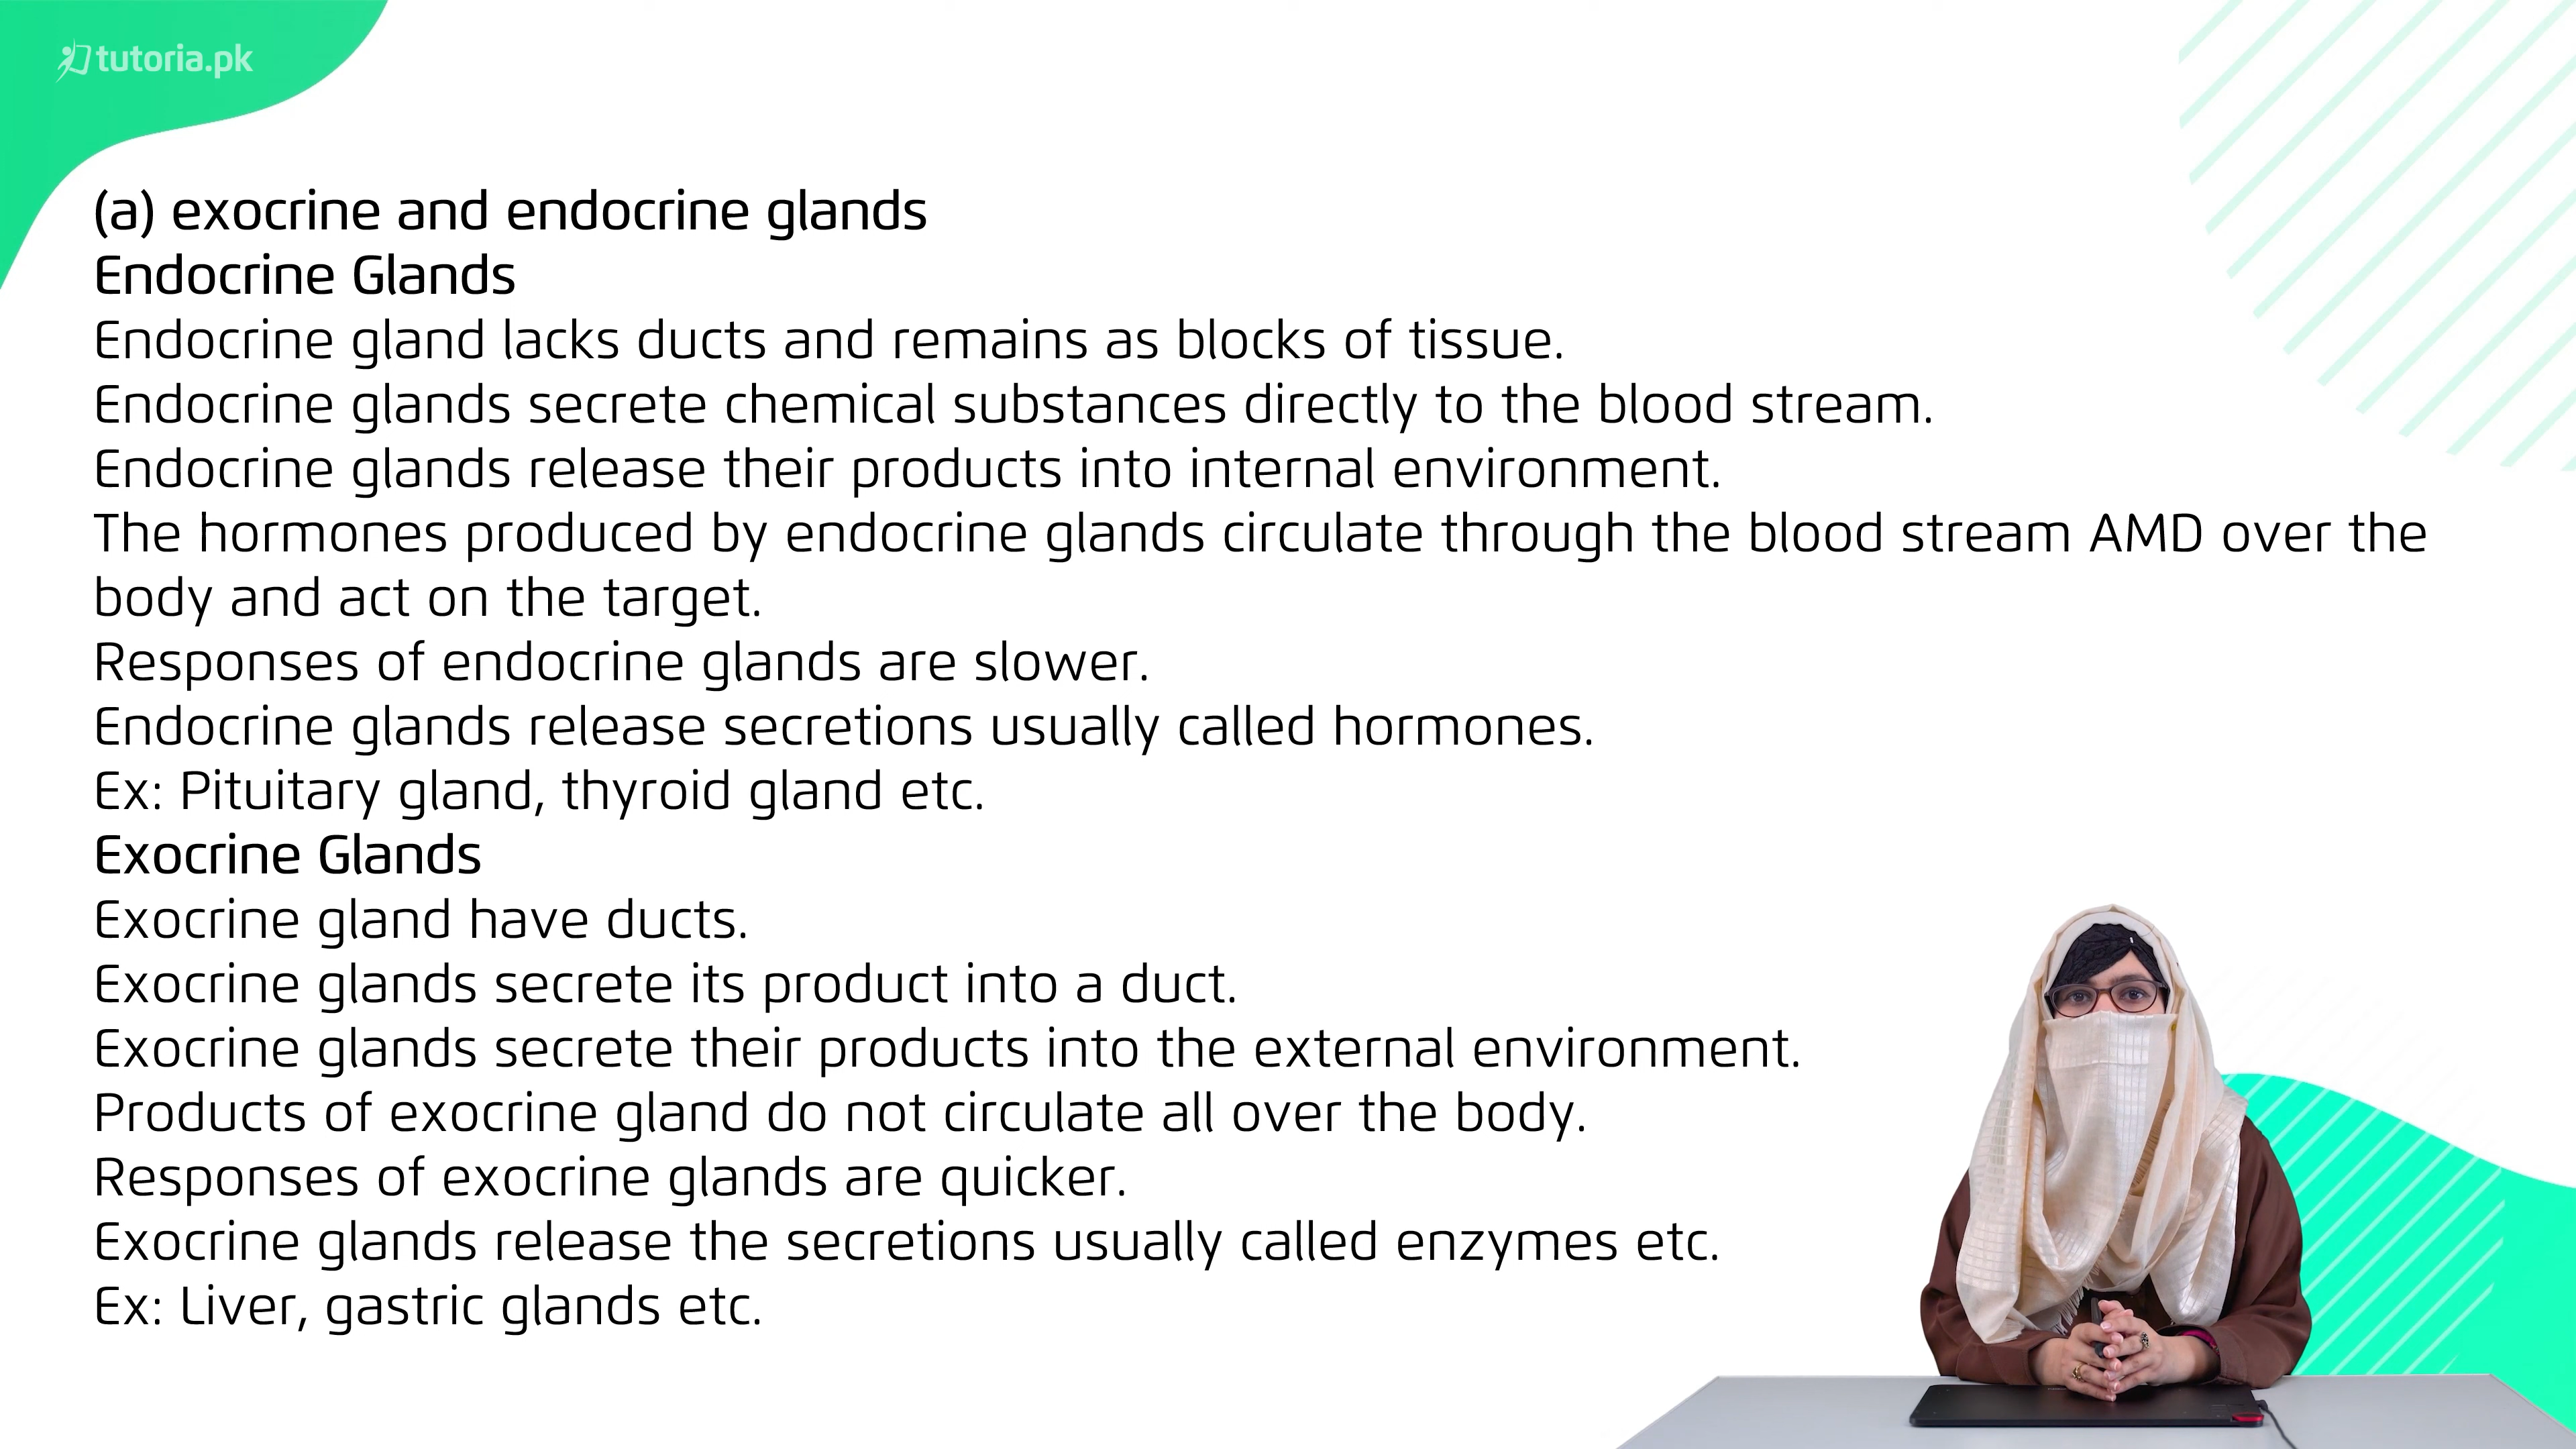 tutoria.pk
(a) exocrine and endocrine glands
Endocrine Glands
Endocrine gland lacks ducts and remains as blocks of tissue.
Endocrine glands secrete chemical substances directly to the blood stream.
Endocrine glands release their products into internal environment.
The hormones produced by endocrine glands circulate through the blood stream AMD over the
body and act on the target.
Responses of endocrine glands are slower.
Endocrine glands release secretions usually called hormones.
Ex: Pituitary gland, thyroid gland etc.
Exocrine Glands
Exocrine gland have ducts.
Exocrine glands secrete its product into a duct.
Exocrine glands secrete their products into the external environment.
Products of exocrine gland do not circulate all over the body.
Responses of exocrine glands are quicker.
Exocrine glands release the secretions usually called enzymes etc.
Ex: Liver, gastric glands etc.